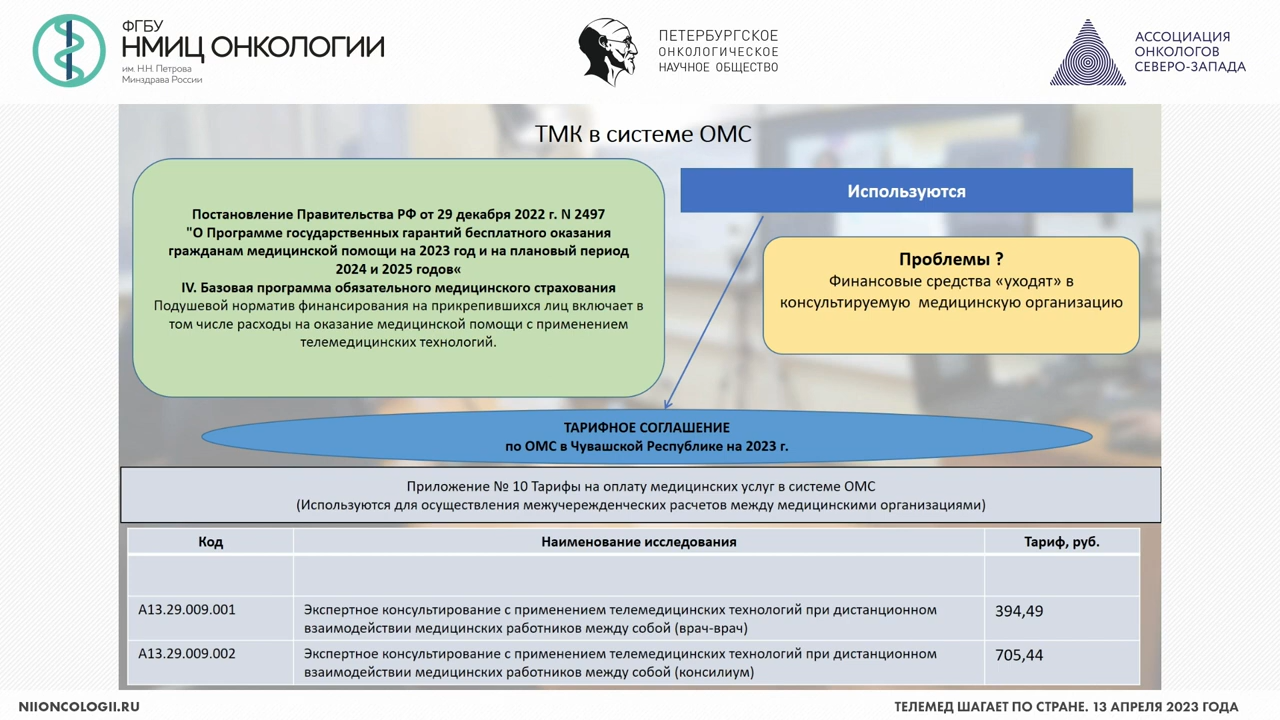 ФГБУ
НМИЦ ОНКОЛОГИИ
им. Н.Н. Петрова
Минздрава России
ПЕТЕРБУРГСКОЕ
ОНКОЛОГИЧЕСКОЕ
НАУЧНОЕ ОБЩЕСТВО
АССОЦИАЦИЯ
ОНКОЛОГОВ
СЕВЕРО-ЗАПАДА
ТМК в системе ОМС
Постановление Правительства РФ от 29 декабря 2022 г. N 2497
"О Программе государственных гарантий бесплатного оказания
гражданам медицинской помощи на 2023 год и на плановый период
2024 и 2025 годов«
IV. Базовая программа обязательного медицинского страхования
Подушевой норматив финансирования на прикрепившихся лиц включает в
том числе расходы на оказание медицинской помощи с применением
телемедицинских технологий.
Используются
Проблемы ?
Финансовые средства «уходят» в
консультируемую медицинскую организацию
ТАРИФНОЕ СОГЛАШЕНИЕ
по ОМС в Чувашской Республике на 2023 г.
Приложение № 10 Тарифы на оплату медицинских услуг в системе ОМС
(Используются для осуществления межучережденческих расчетов между медицинскими организациями)
Код Наименование исследования Тариф, руб.
A13.29.009.001 Экспертное консультирование с применением телемедицинских технологий при дистанционном 394,49
взаимодействии медицинских работников между собой (врач-врач)
A13.29.009.002 Экспертное консультирование с применением телемедицинских технологий при дистанционном 705,44
взаимодействии медицинских работников между собой (консилиум)
NIIONCOLOGII.RU
ТЕЛЕМЕД ШАГАЕТ ПО СТРАНЕ. 13 АПРЕЛЯ 2023 ГОДА